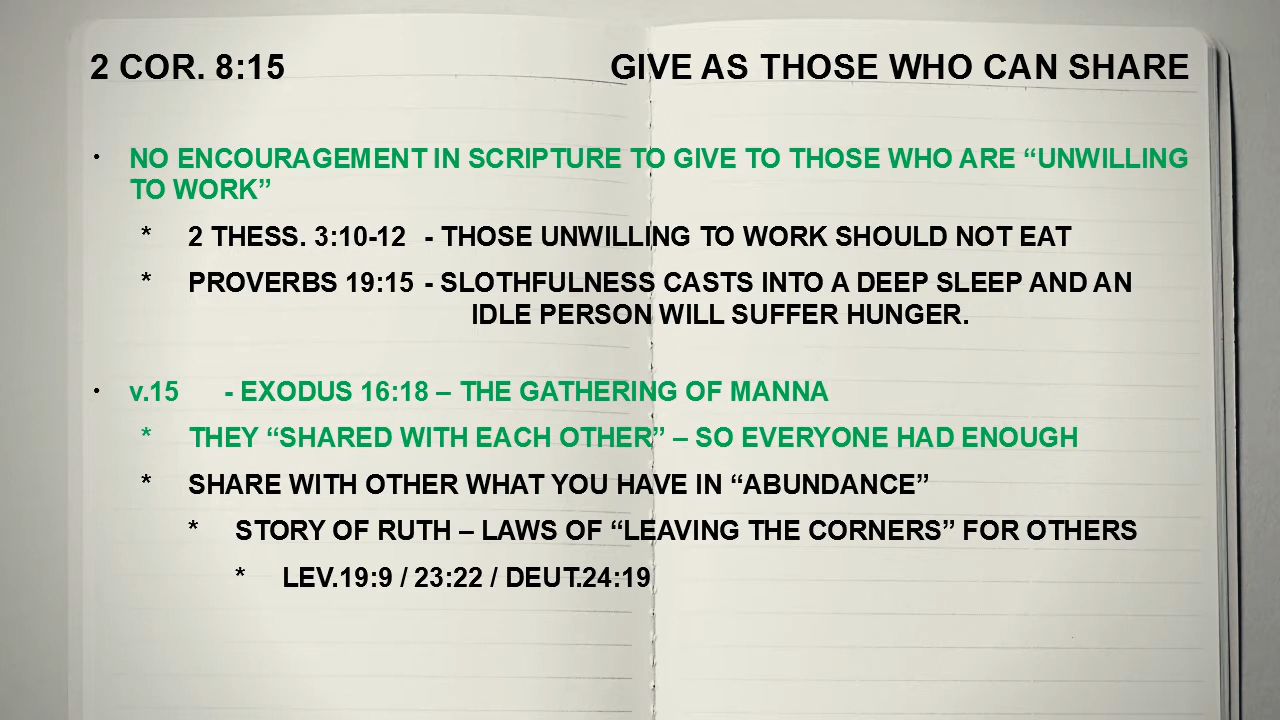 2 COR. 8:15 GIVE AS THOSE WHO CAN SHARE
· NO ENCOURAGEMENT IN SCRIPTURE TO GIVE TO THOSE WHO ARE “UNWILLING
TO WORK”
* 2 THESS. 3:10-12 - THOSE UNWILLING TO WORK SHOULD NOT EAT
* PROVERBS 19:15 - SLOTHFULNESS CASTS INTO A DEEP SLEEP AND AN
IDLE PERSON WILL SUFFER HUNGER.
· v.15 - EXODUS 16:18 – THE GATHERING OF MANNA
* THEY “SHARED WITH EACH OTHER” – SO EVERYONE HAD ENOUGH
* SHARE WITH OTHER WHAT YOU HAVE IN “ABUNDANCE”
* STORY OF RUTH – LAWS OF “LEAVING THE CORNERS” FOR OTHERS
* LEV.19:9 / 23:22 / DEUT.24:19